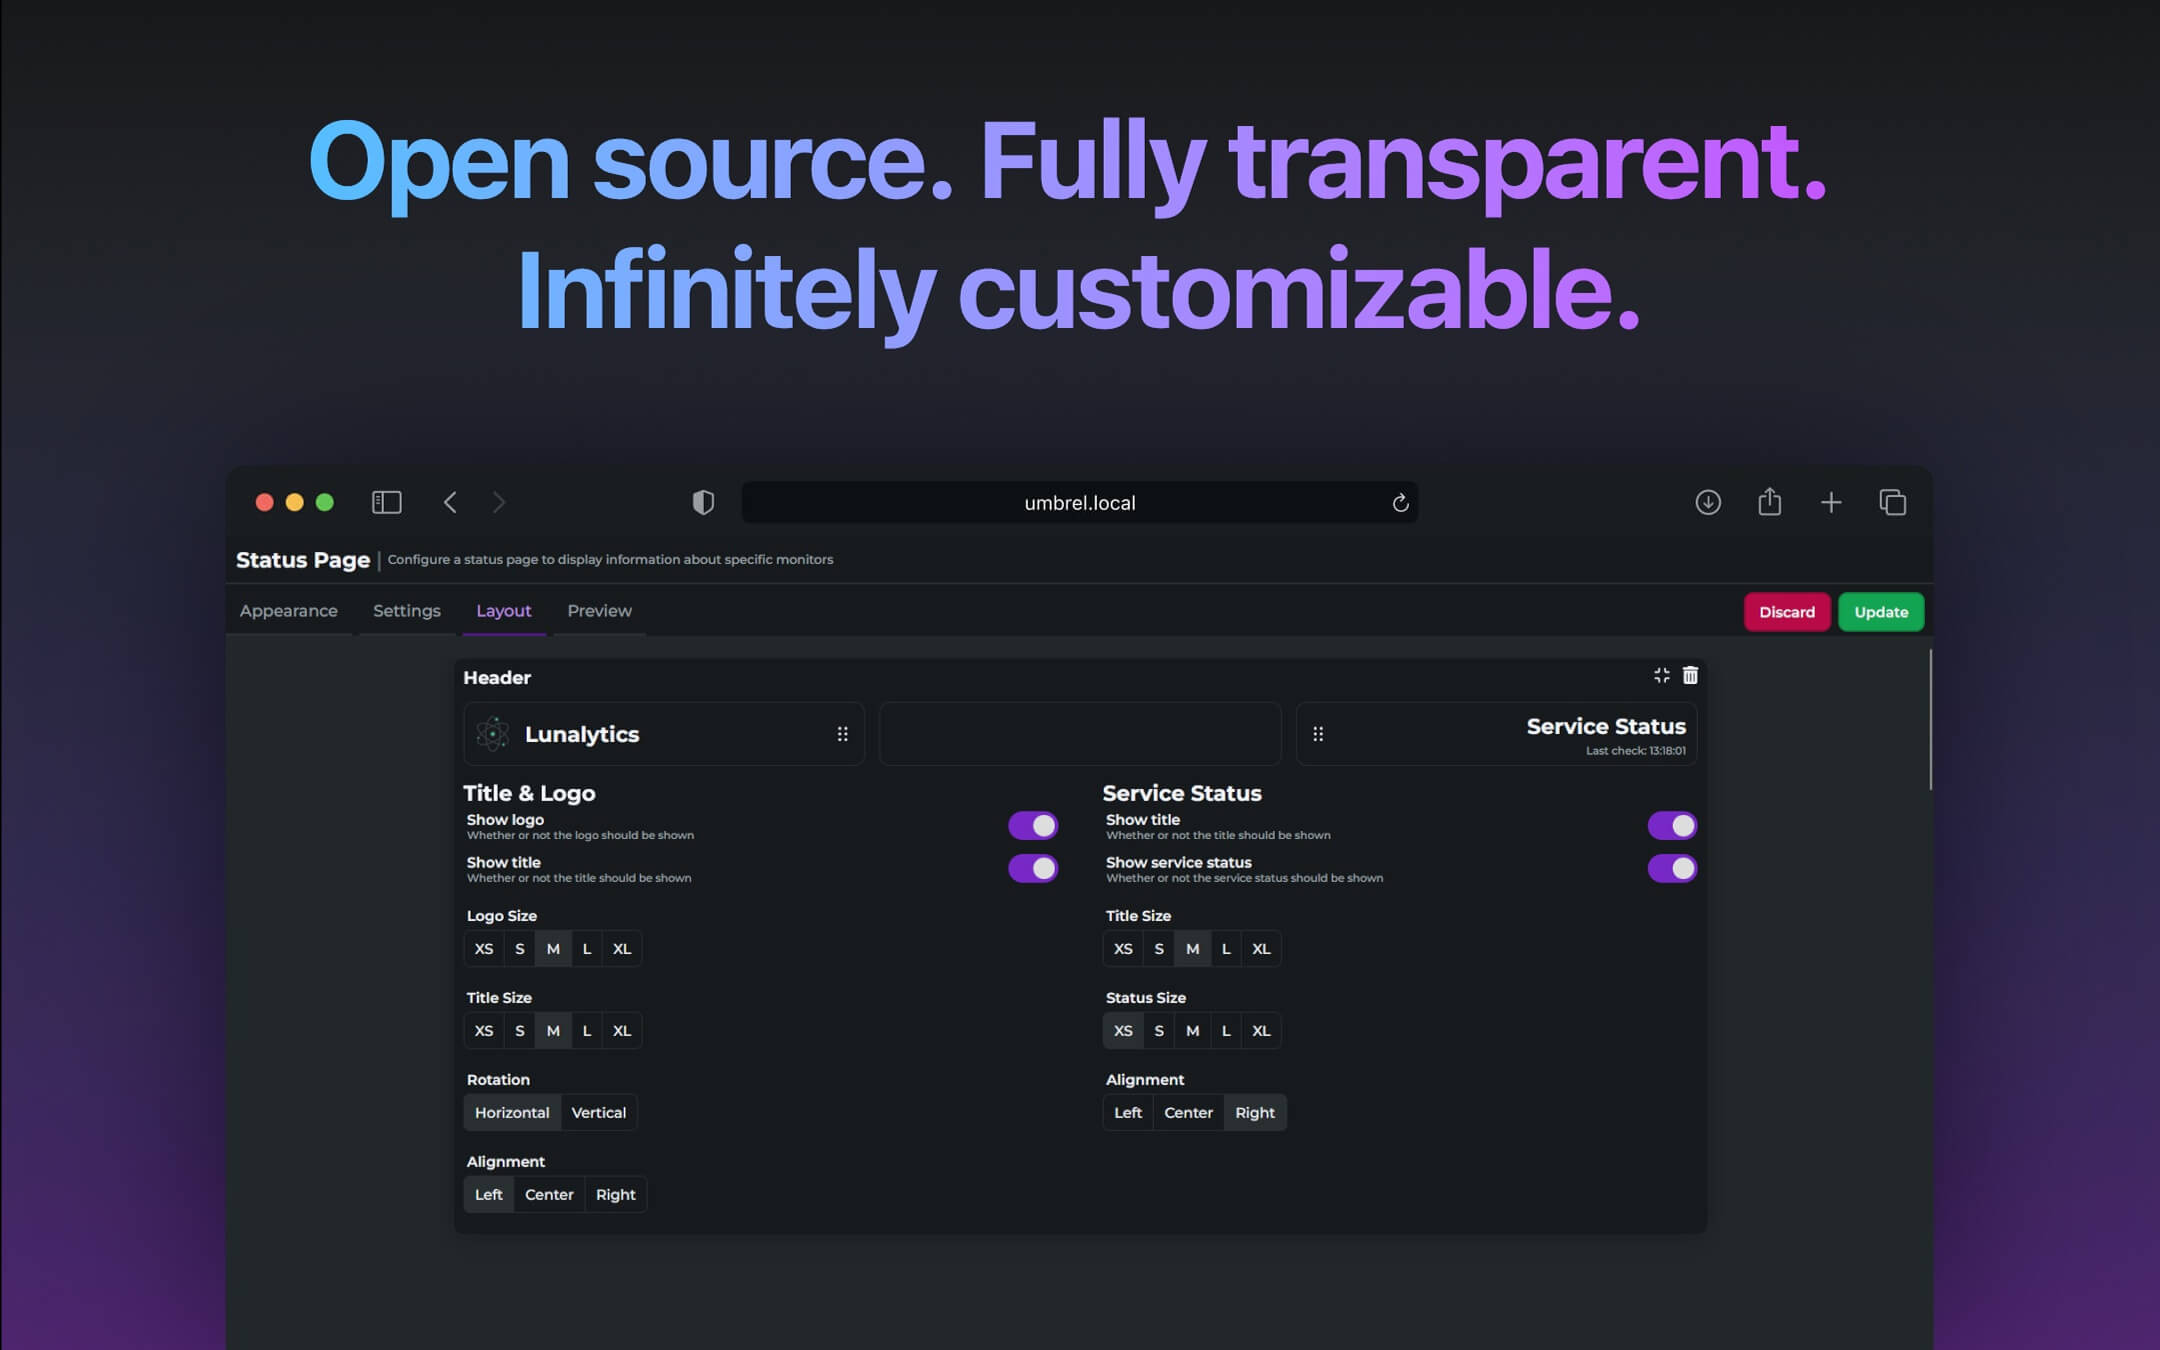 Open source. Fully transparent.
Infinitely customizable.
umbrel.local
Status Page | Configure a status page to display information about specific monitors
Appearance Settings Layout Preview Discard Update
Header
Lunalytics
Service Status
Last check: 13:18:01
Title & Logo
Show logo
Whether or not the logo should be shown
Show title
Whether or not the title should be shown
Logo Size
XS S M L XL
Title Size
XS S M L XL
Rotation
Horizontal Vertical
Alignment
Left Center Right
Service Status
Show title
Whether or not the title should be shown
Show service status
Whether or not the service status should be shown
Title Size
XS S M L XL
Status Size
XS S M L XL
Alignment
Left Center Right